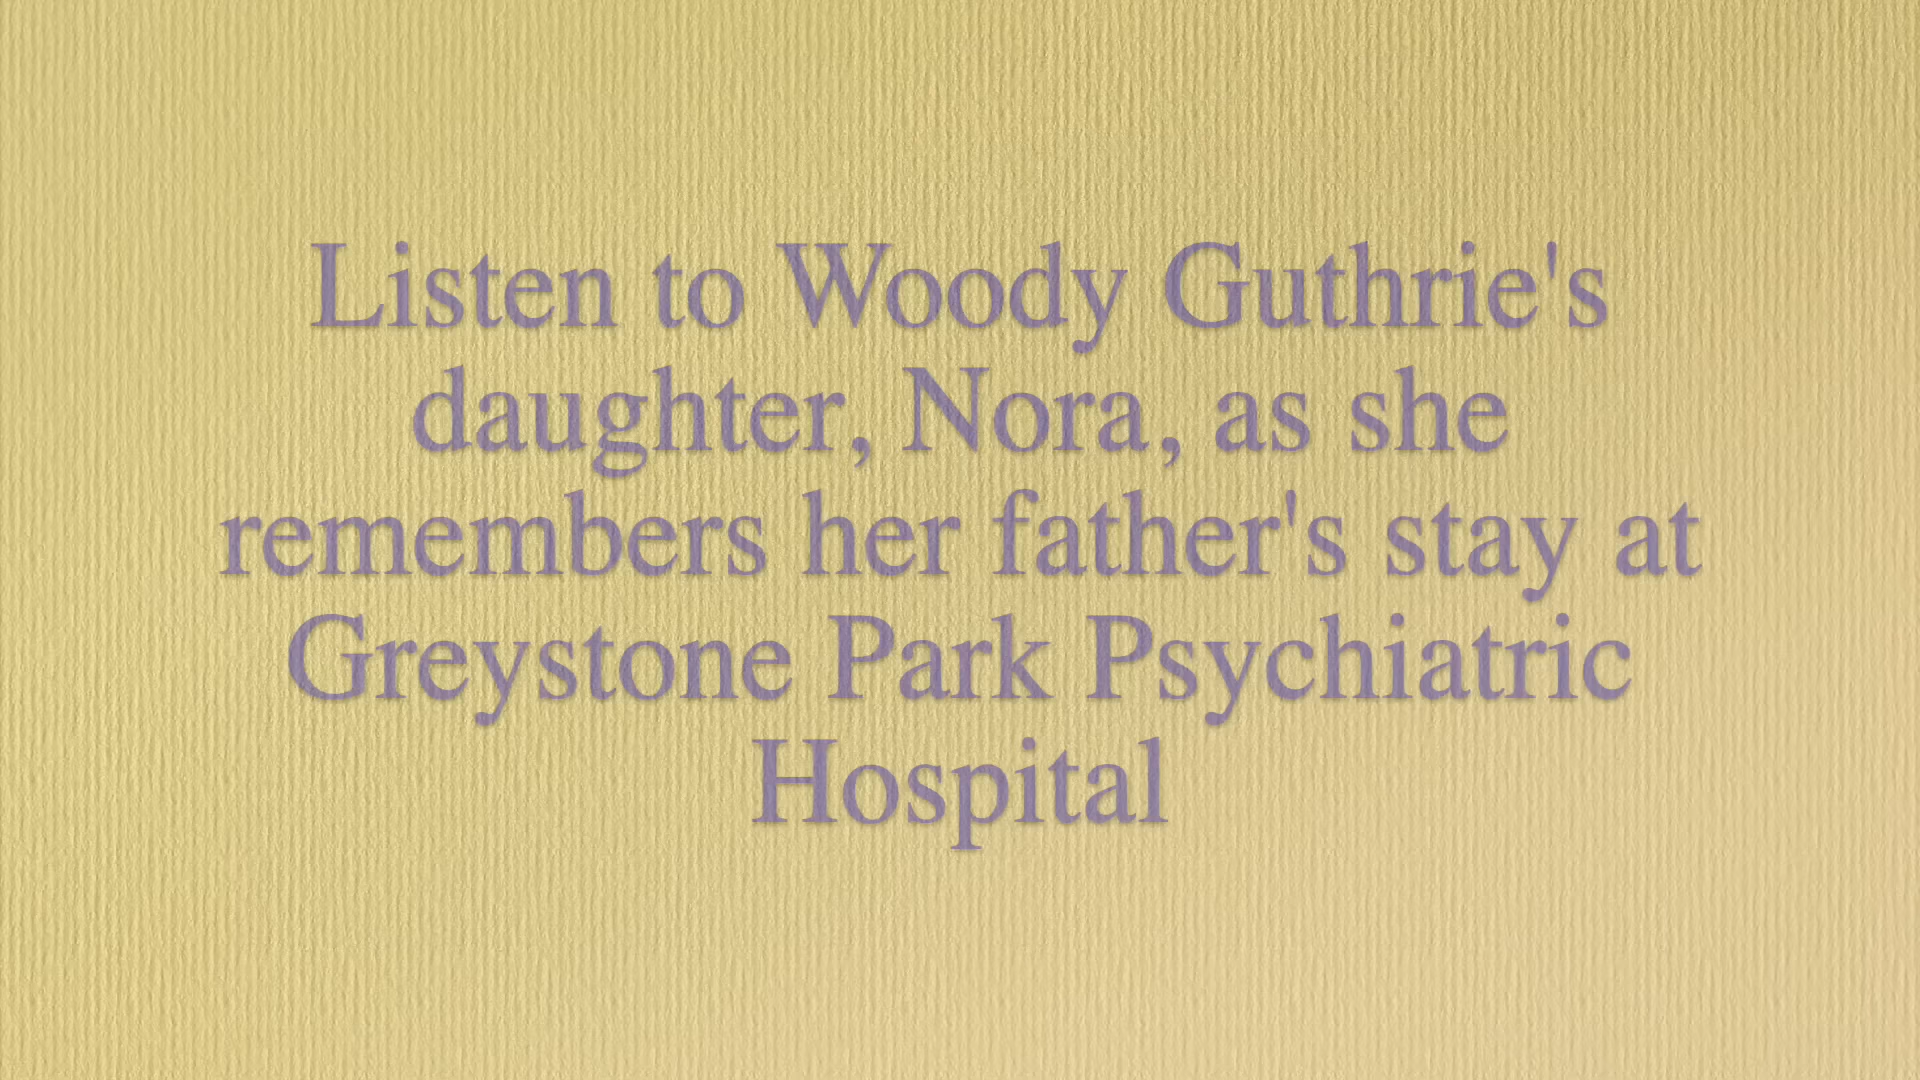 Listen to Woody Guthrie's
daughter, Nora, as she
remembers her father's stay at
Greystone Park Psychiatric
Hospital